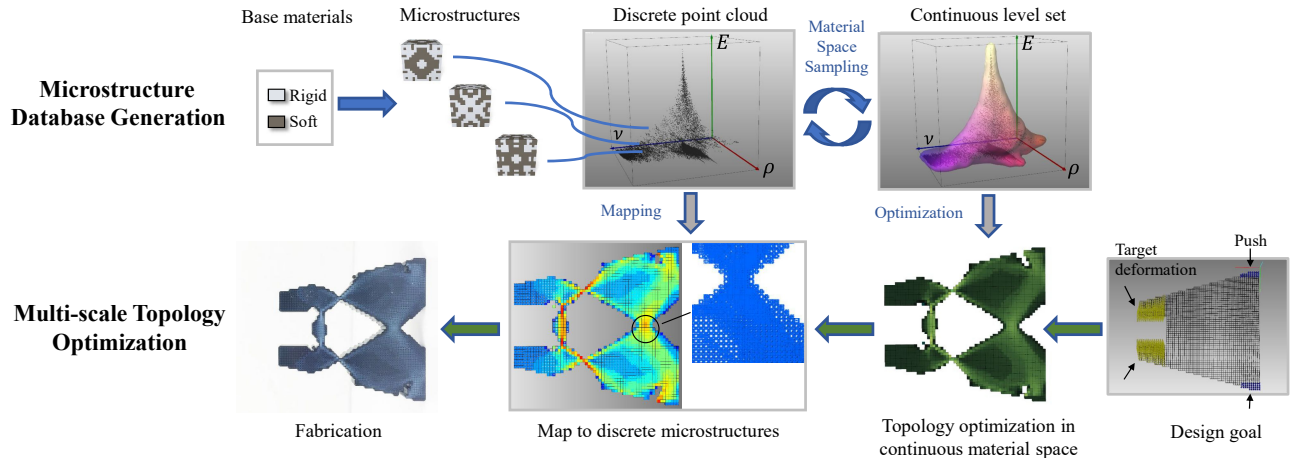 Base materials
Microstructures
Discrete point cloud
Continuous level set
Microstructure
Database Generation
Rigid
Soft
E
ν
ρ
Material
Space
Sampling
E
ν
ρ
Mapping
Optimization
Multi-scale Topology
Optimization
Target
deformation
Push
Fabrication
Map to discrete microstructures
Topology optimization in
continuous material space
Design goal